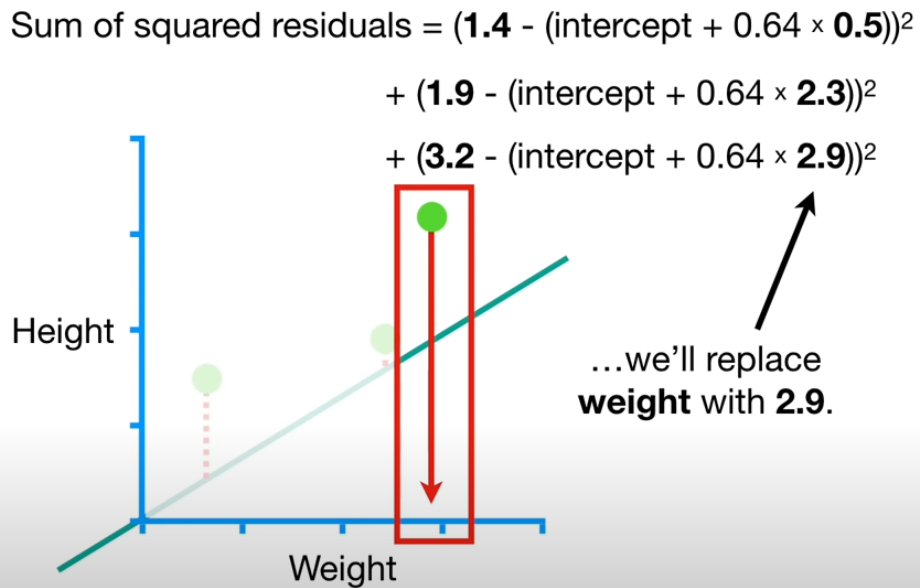 Sum of squared residuals = (1.4 - (intercept + 0.64 × 0.5))²
+ (1.9 - (intercept + 0.64 × 2.3))²
+ (3.2 - (intercept + 0.64 × 2.9))²
Height
...we'll replace
weight with 2.9.
Weight